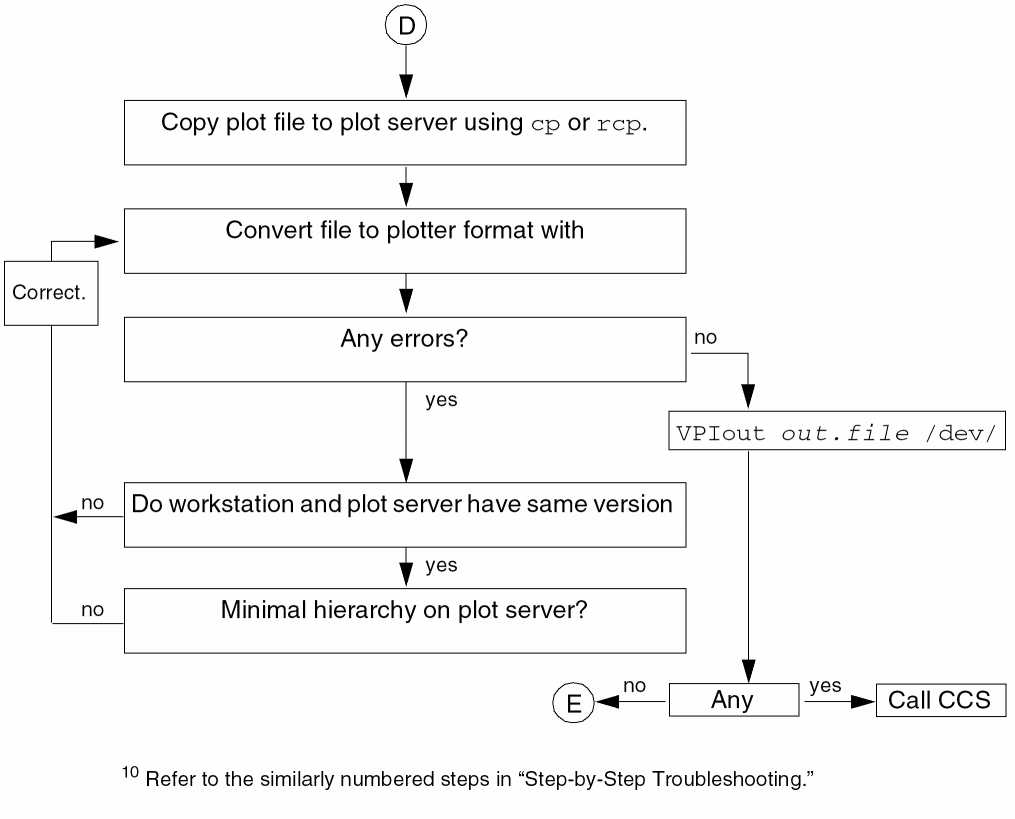 D
Copy plot file to plot server using cp or rcp.
Convert file to plotter format with
Correct.
Any errors?
no
yes
VPIout out.file /dev/
no
Do workstation and plot server have same version
yes
no
Minimal hierarchy on plot server?
E
no
Any
yes
Call CCS
10 Refer to the similarly numbered steps in “Step-by-Step Troubleshooting.”